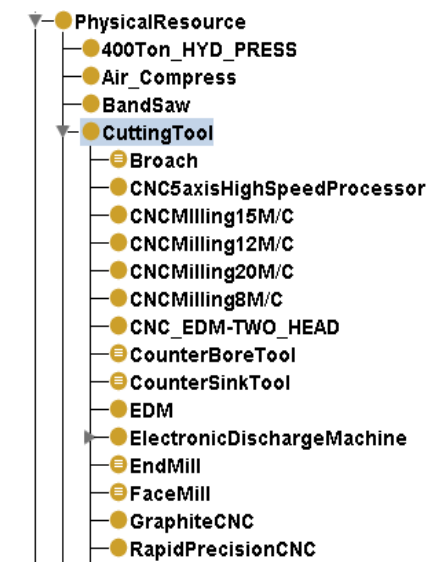 PhysicalResource
400Ton_HYD_PRESS
Air_Compress
BandSaw
CuttingTool
Broach
CNC5axisHighSpeedProcessor
CNCMIlling15M/C
CNCMilling12M/C
CNCMilling20M/C
CNCMilling8M/C
CNC_EDM-TWO_HEAD
CounterBoreTool
CounterSinkTool
EDM
ElectronicDischargeMachine
EndMill
FaceMill
GraphiteCNC
RapidPrecisionCNC